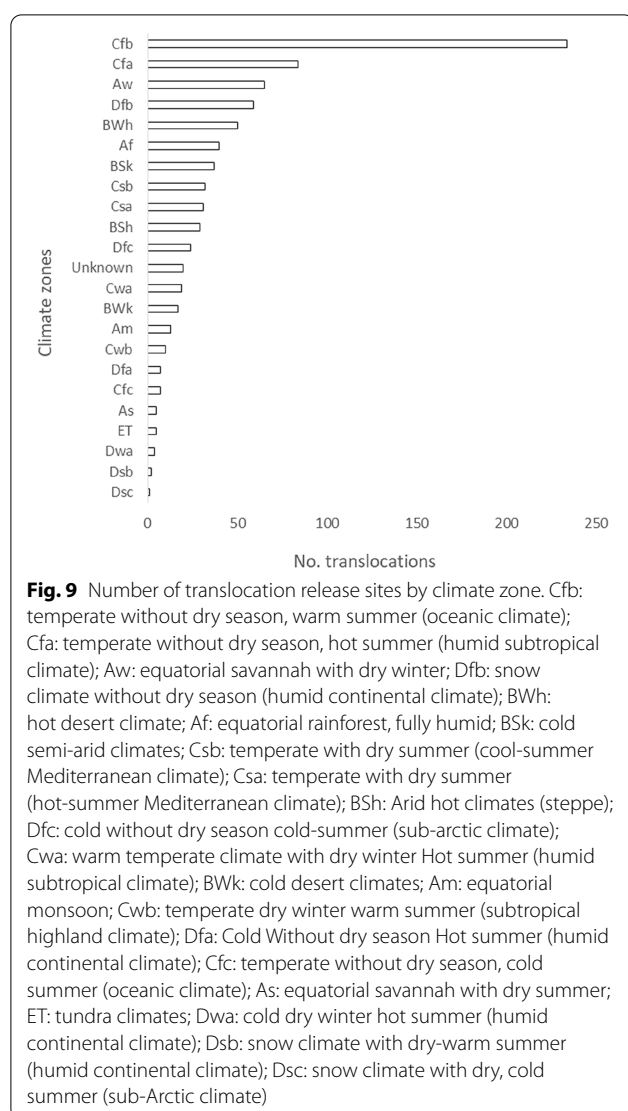 Cfb
Cfa
Aw
Dfb
BWh
Af
BSk
Csb
Csa
BSh
Dfc
Unknown
Cwa
BWk
Am
Cwb
Dfa
Cfc
As
ET
Dwa
Dsb
Dsc
Climate zones
0 50 100 150 200 250
No. translocations
Fig. 9 Number of translocation release sites by climate zone. Cfb:
temperate without dry season, warm summer (oceanic climate);
Cfa: temperate without dry season, hot summer (humid subtropical
climate); Aw: equatorial savannah with dry winter; Dfb: snow
climate without dry season (humid continental climate); BWh:
hot desert climate; Af: equatorial rainforest, fully humid; BSk: cold
semi-arid climates; Csb: temperate with dry summer (cool-summer
Mediterranean climate); Csa: temperate with dry summer
(hot-summer Mediterranean climate); BSh: Arid hot climates (steppe);
Dfc: cold without dry season cold-summer (sub-arctic climate);
Cwa: warm temperate climate with dry winter Hot summer (humid
subtropical climate); BWk: cold desert climates; Am: equatorial
monsoon; Cwb: temperate dry winter warm summer (subtropical
highland climate); Dfa: Cold Without dry season Hot summer (humid
continental climate); Cfc: temperate without dry season, cold
summer (oceanic climate); As: equatorial savannah with dry summer;
ET: tundra climates; Dwa: cold dry winter hot summer (humid
continental climate); Dsb: snow climate with dry-warm summer
(humid continental climate); Dsc: snow climate with dry, cold
summer (sub-Arctic climate)